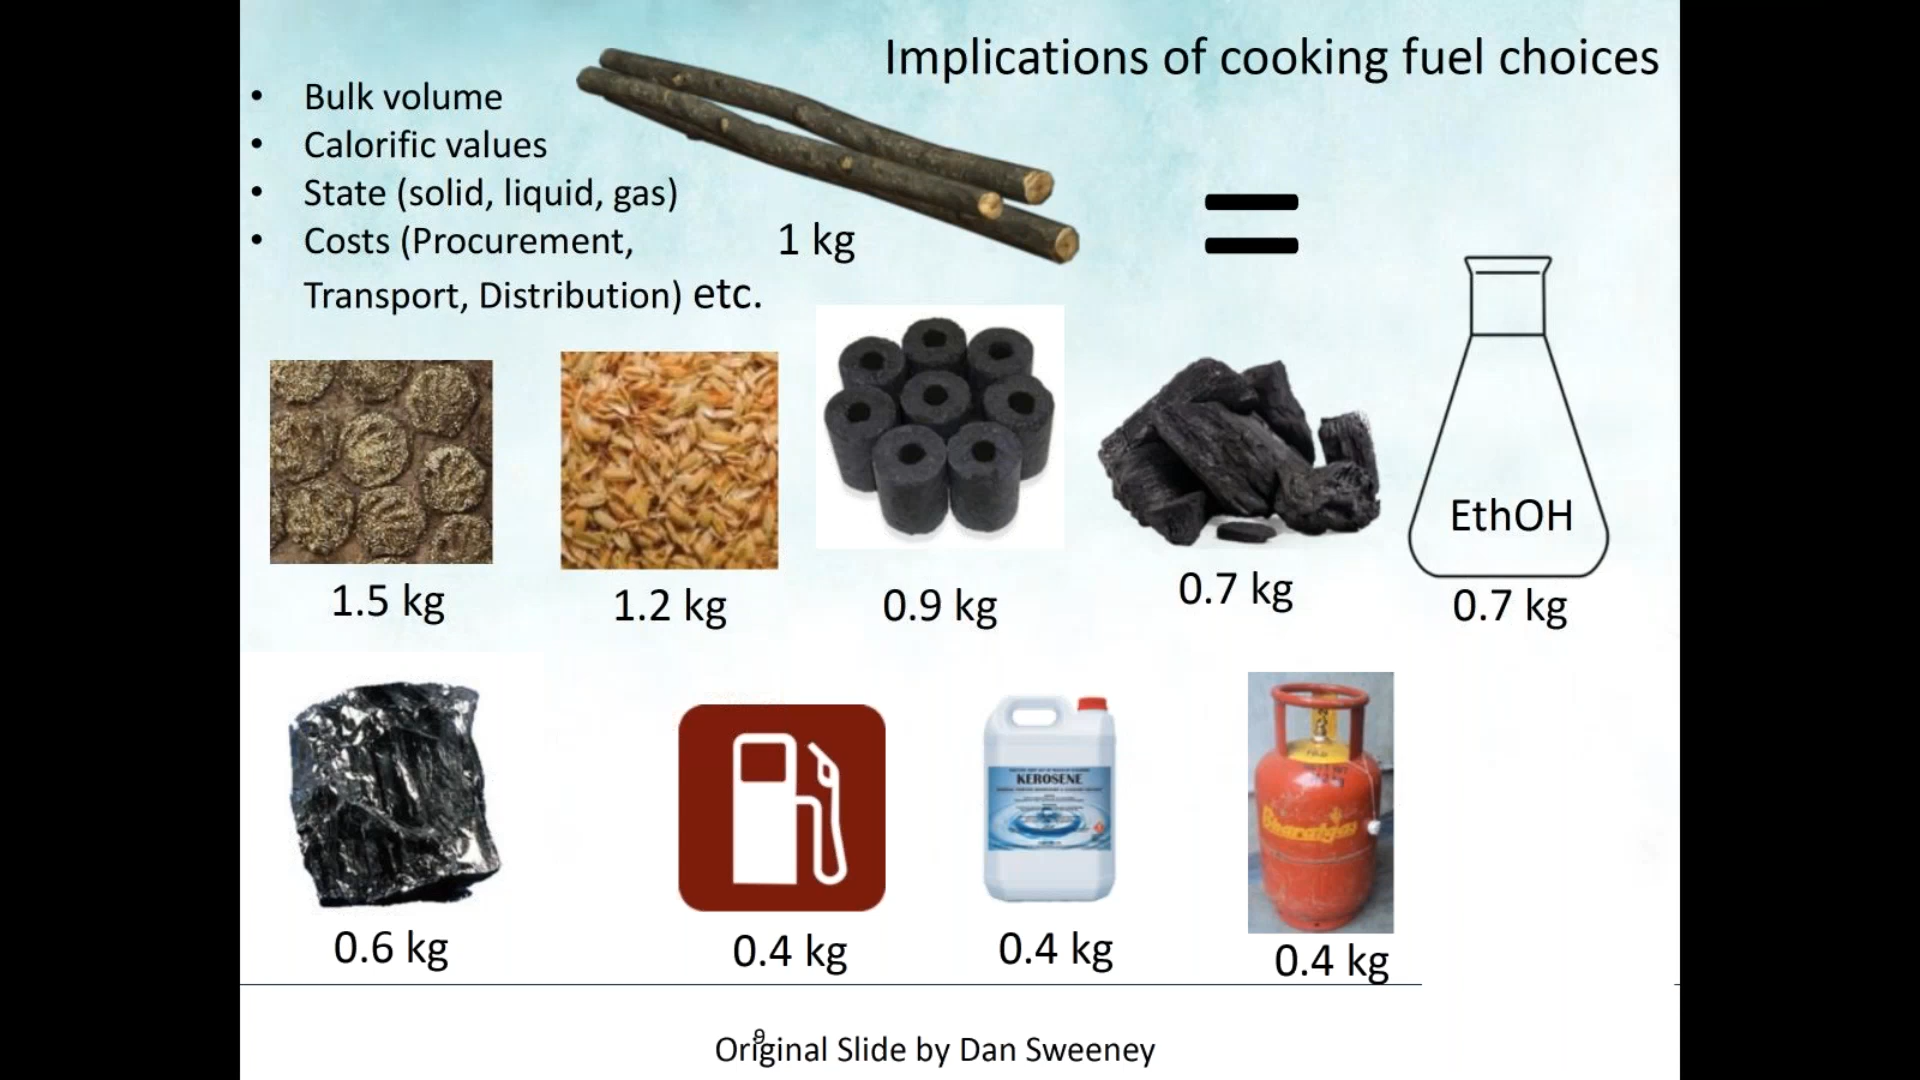 Implications of cooking fuel choices
• Bulk volume
• Calorific values
• State (solid, liquid, gas)
• Costs (Procurement,
Transport, Distribution) etc.
1 kg
=
EthOH
1.5 kg
1.2 kg
0.9 kg
0.7 kg
0.7 kg
KEROSENE
Bharatgas
0.6 kg
0.4 kg
0.4 kg
0.4 kg
9
Original Slide by Dan Sweeney